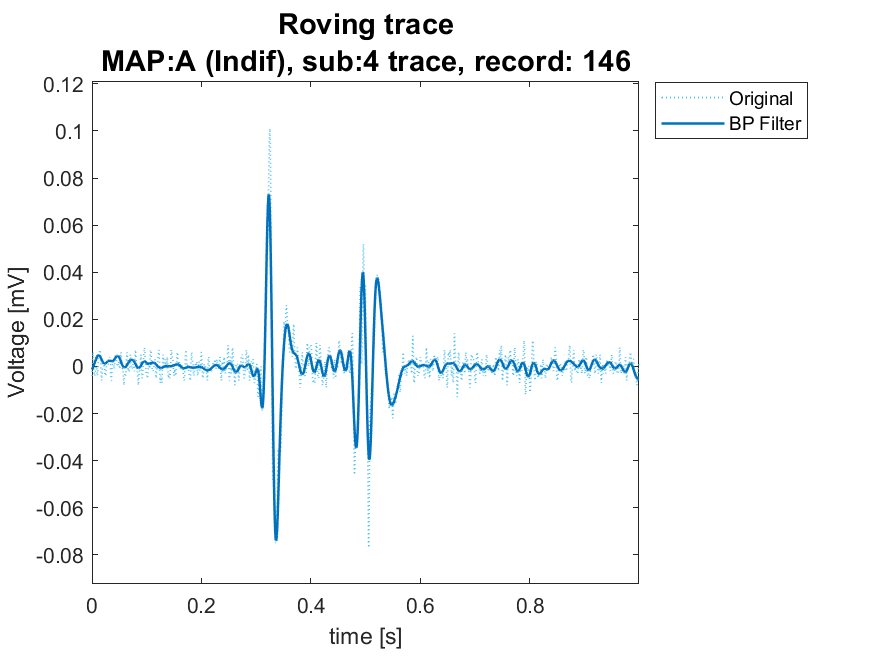 Roving trace
MAP:A (Indif), sub:4 trace, record: 146
Original
BP Filter
0.12
0.1
0.08
0.06
0.04
0.02
0
-0.02
-0.04
-0.06
-0.08
Voltage [mV]
0 0.2 0.4 0.6 0.8
time [s]